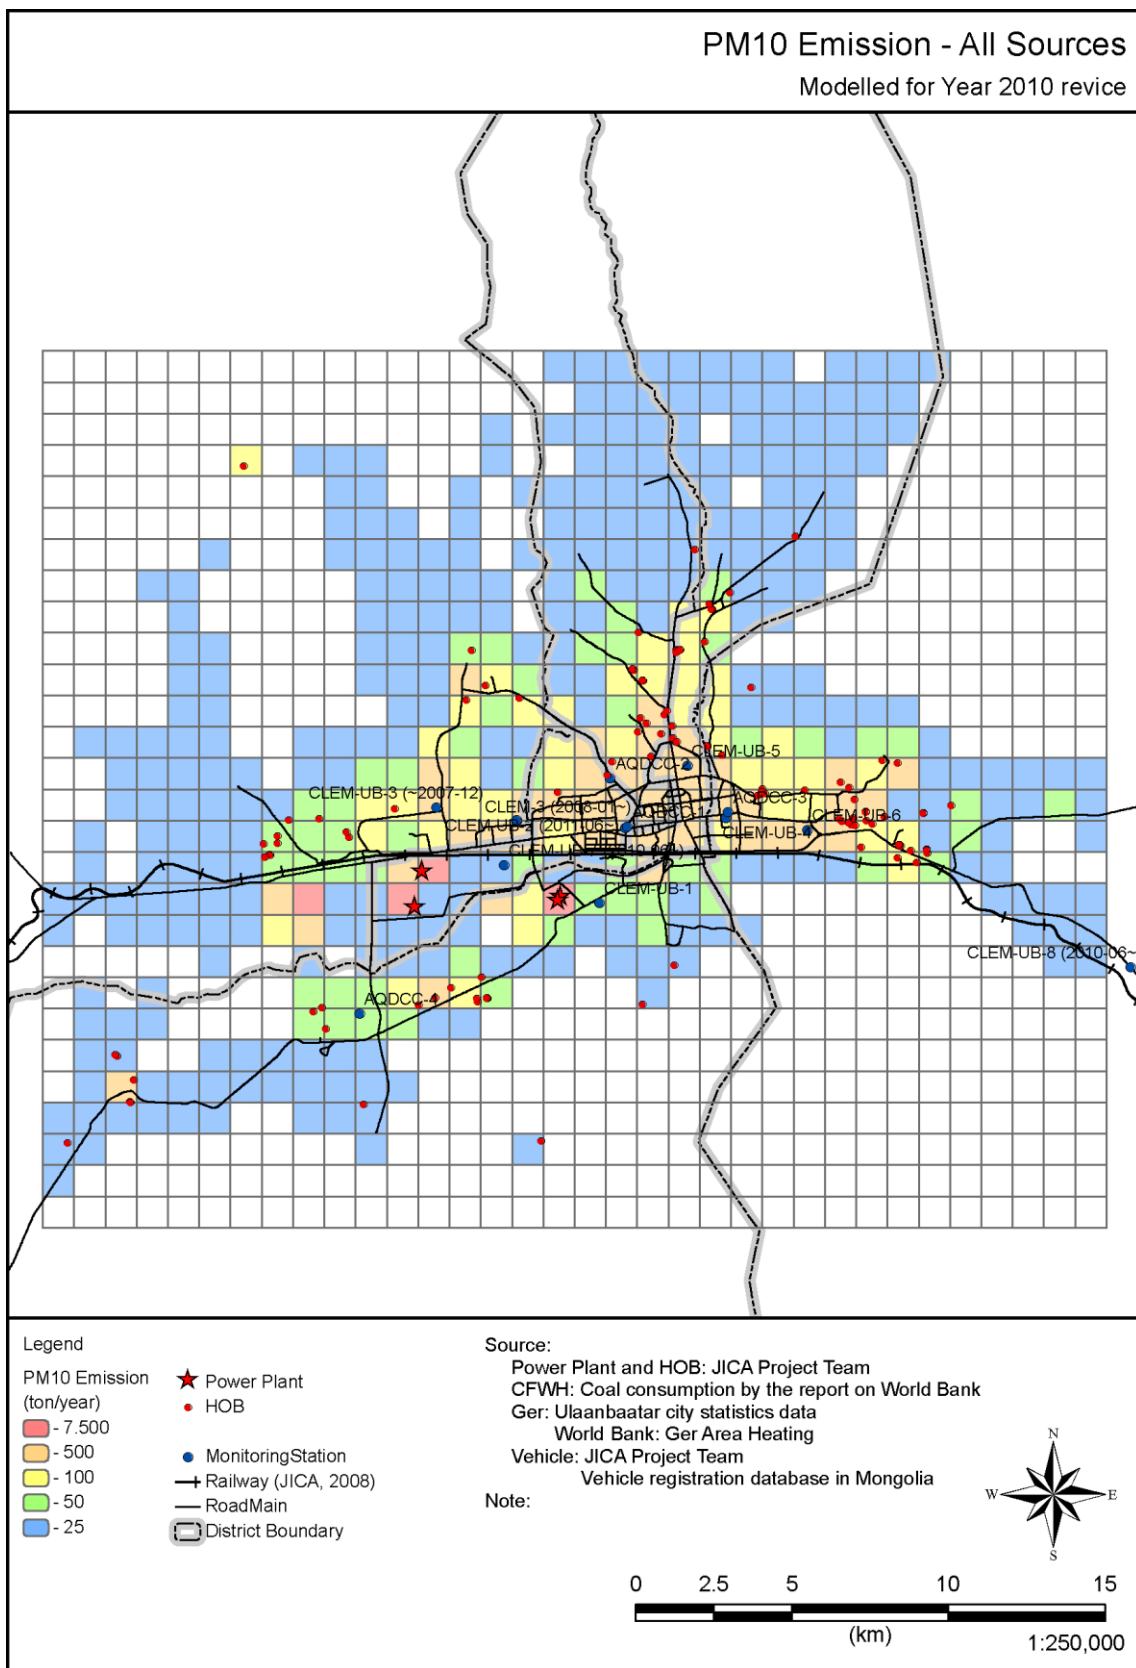 PM10 Emission - All Sources
Modelled for Year 2010 revice
CLEM-UB-5
AQDCC-2
CLEM-UB-3 (~2007-12)
CLEM-3 (2008-01~)
AQDCC-1
AQDCC-3
CLEM-UB-2 (2011-06~)
CLEM-UB-4
CLEM-UB-6
CLEM-UB-1
CLEM-UB-8 (2010-06~
AQDCC-4
Legend
PM10 Emission
(ton/year)
- 7.500
- 500
- 100
- 50
- 25
Power Plant
HOB
MonitoringStation
Railway (JICA, 2008)
RoadMain
District Boundary
Source:
Power Plant and HOB: JICA Project Team
CFWH: Coal consumption by the report on World Bank
Ger: Ulaanbaatar city statistics data
World Bank: Ger Area Heating
Vehicle: JICA Project Team
Vehicle registration database in Mongolia
Note:
N
W E
S
0 2.5 5 10 15
(km)
1:250,000